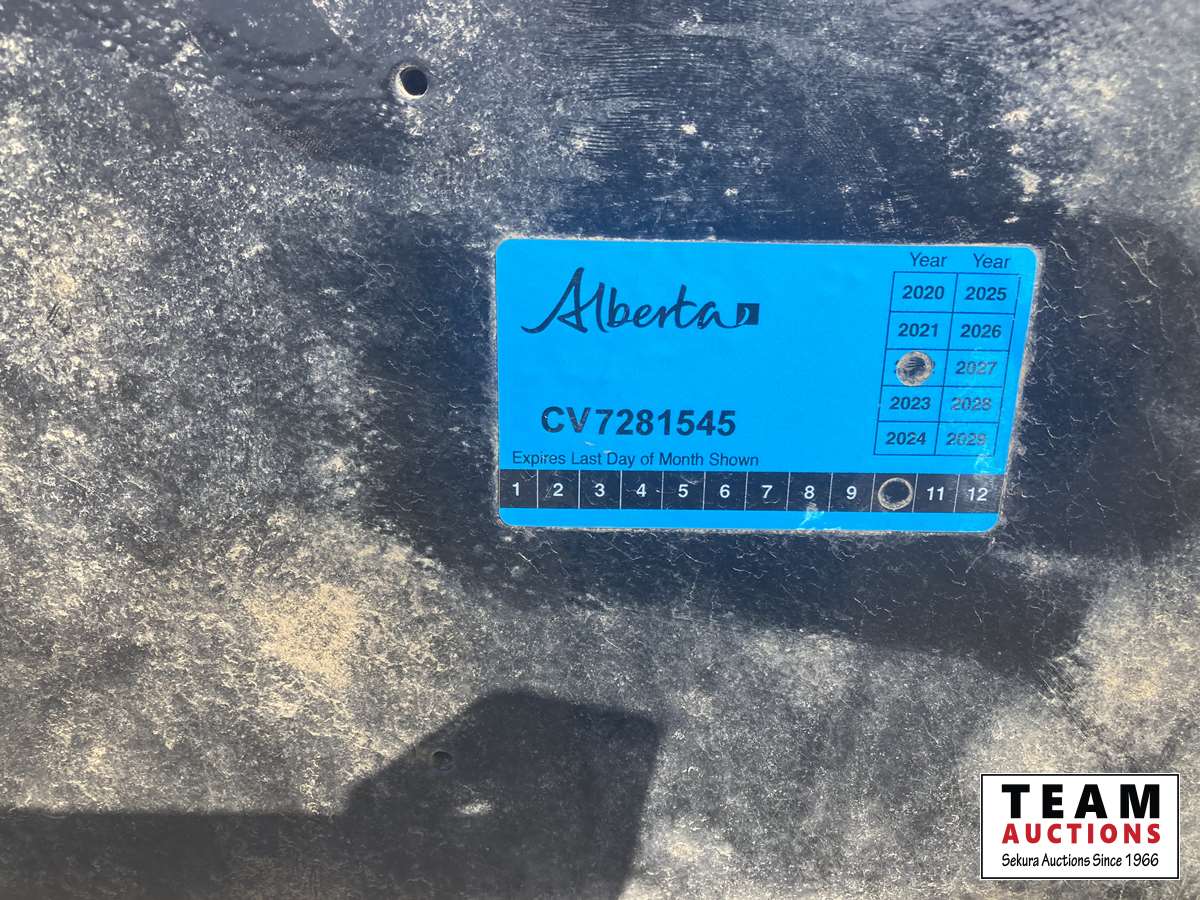 Alberta
Year Year
2020 2025
2021 2026
2027
2023 2028
2024 2029
CV7281545
Expires Last Day of Month Shown
1 2 3 4 5 6 7 8 9 11 12
TEAM
AUCTIONS
Sekura Auctions Since 1966